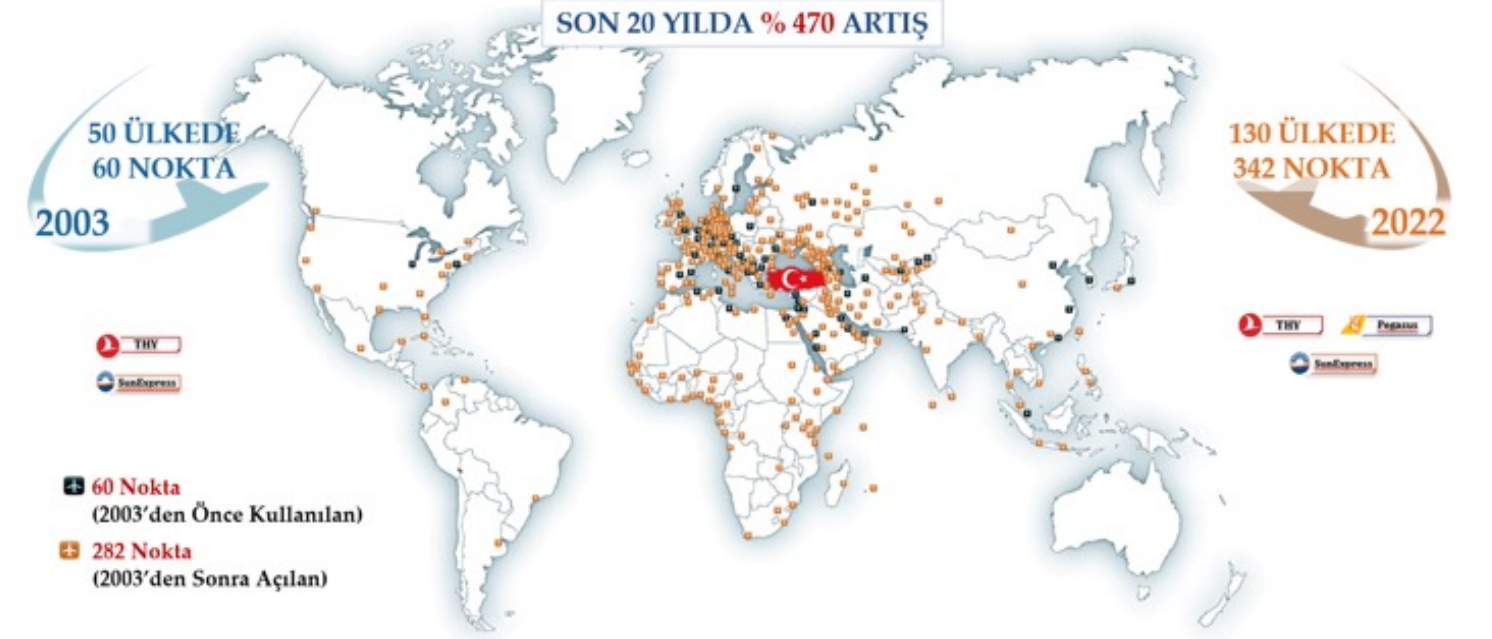 SON 20 YILDA % 470 ARTIŞ
50 ÜLKEDE
60 NOKTA
2003
130 ÜLKEDE
342 NOKTA
2022
THY
SunExpress
THY
Pegasus
SunExpress
60 Nokta
(2003'den Önce Kullanılan)
282 Nokta
(2003'den Sonra Açılan)